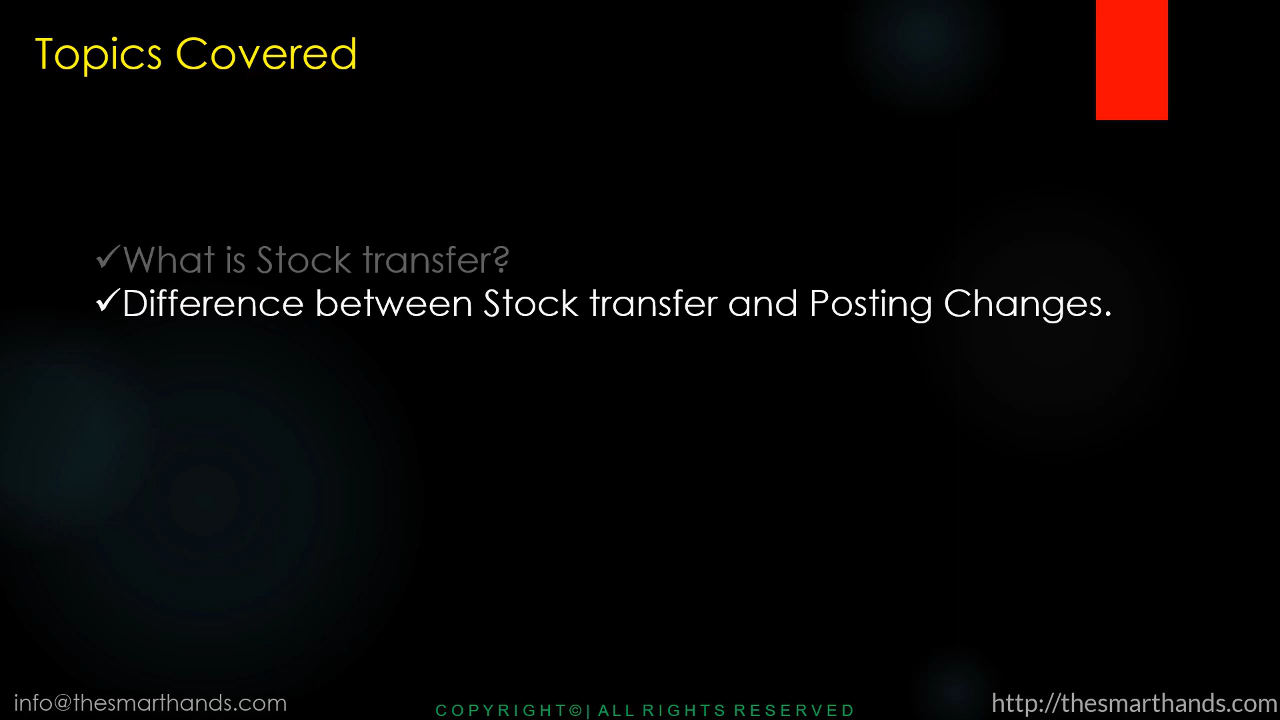 Topics Covered
✓What is Stock transfer?
✓Difference between Stock transfer and Posting Changes.
info@thesmarthands.com
COPYRIGHT©| ALL RIGHTS RESERVED
http://thesmarthands.com